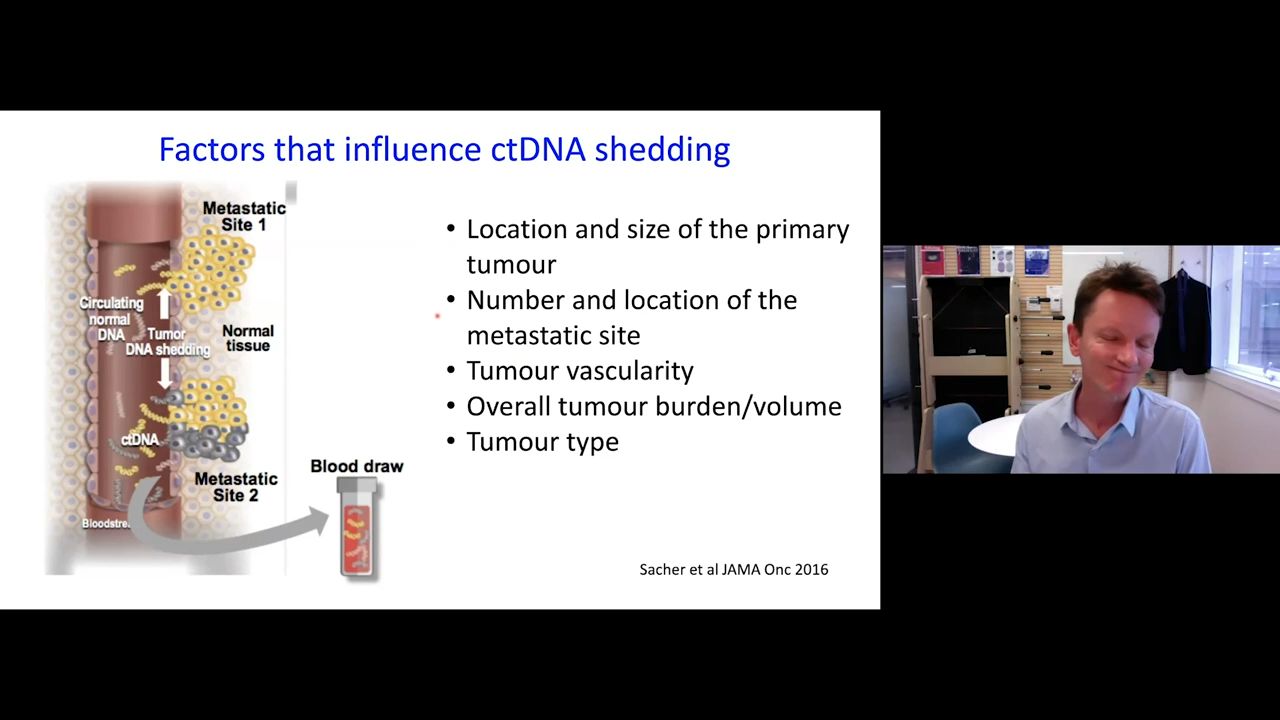 Factors that influence ctDNA shedding
Metastatic
Site 1
Circulating
normal
DNA
Tumor
DNA shedding
Normal
tissue
ctDNA
Metastatic
Site 2
Blood draw
• Location and size of the primary
tumour
• Number and location of the
metastatic site
• Tumour vascularity
• Overall tumour burden/volume
• Tumour type
Sacher et al JAMA Onc 2016